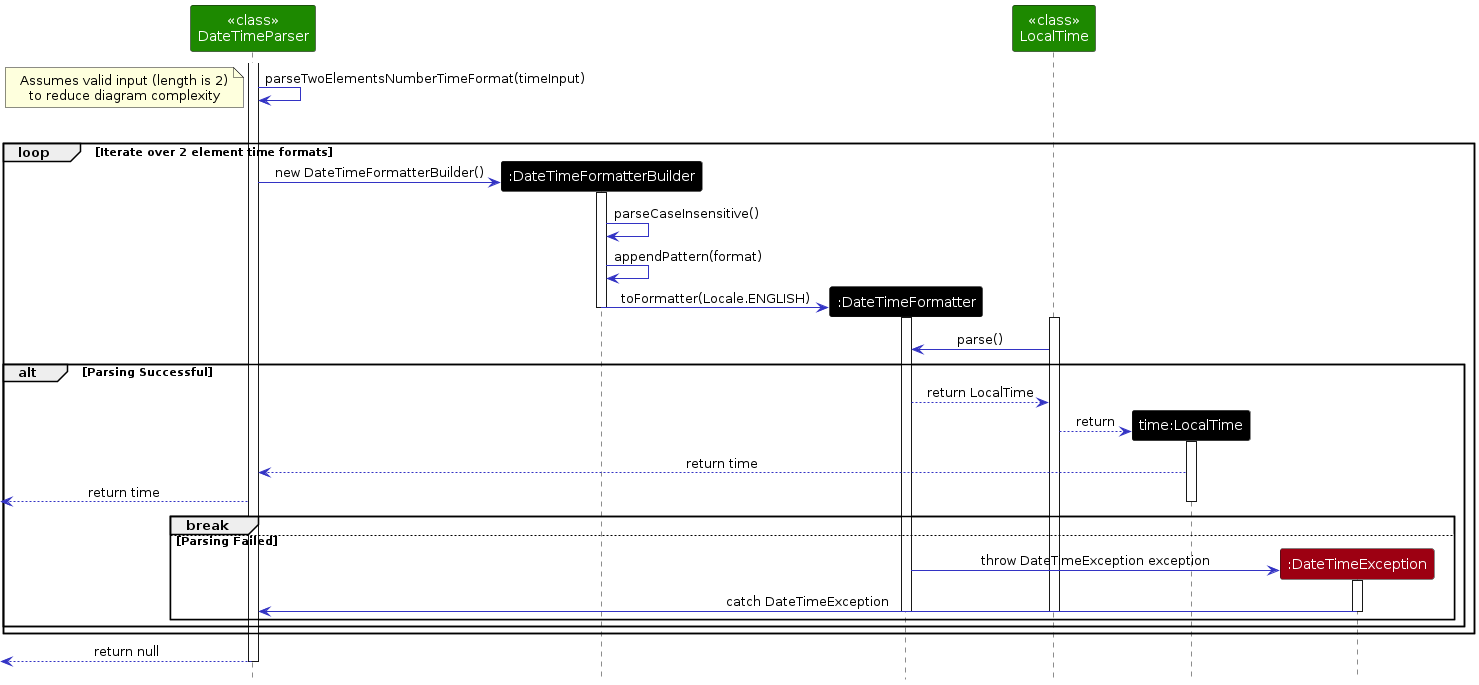 «class»
DateTimeParser
«class»
LocalTime
Assumes valid input (length is 2)
to reduce diagram complexity
parseTwoElementsNumberTimeFormat(timeInput)
loop
[Iterate over 2 element time formats]
new DateTimeFormatterBuilder()
:DateTimeFormatterBuilder
parseCaseInsensitive()
appendPattern(format)
toFormatter(Locale.ENGLISH)
:DateTimeFormatter
parse()
alt
[Parsing Successful]
return LocalTime
return
time:LocalTime
return time
return time
break
[Parsing Failed]
throw DateTimeException exception
:DateTimeException
catch DateTimeException
return null